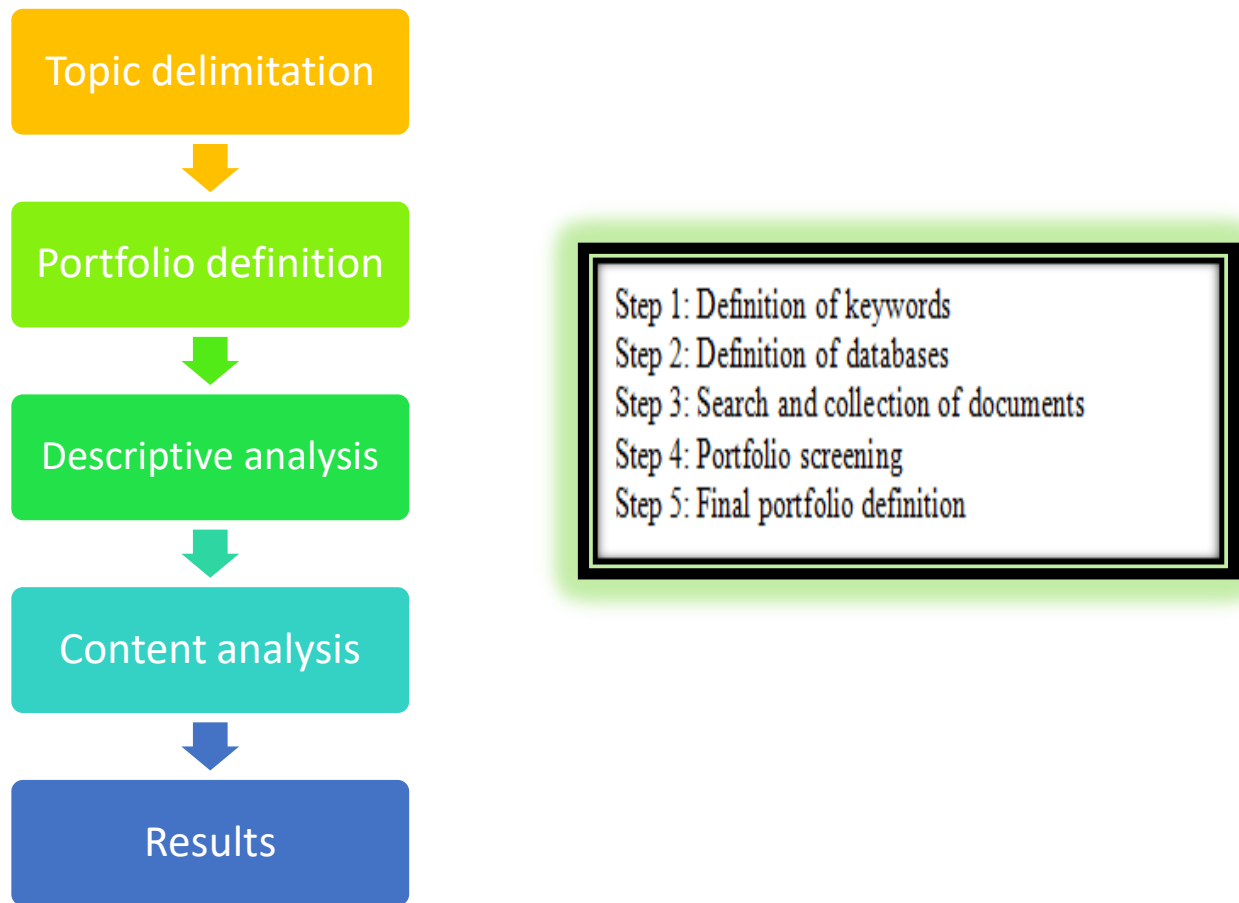 Topic delimitation
Portfolio definition
Descriptive analysis
Content analysis
Results
Step 1: Definition of keywords
Step 2: Definition of databases
Step 3: Search and collection of documents
Step 4: Portfolio screening
Step 5: Final portfolio definition